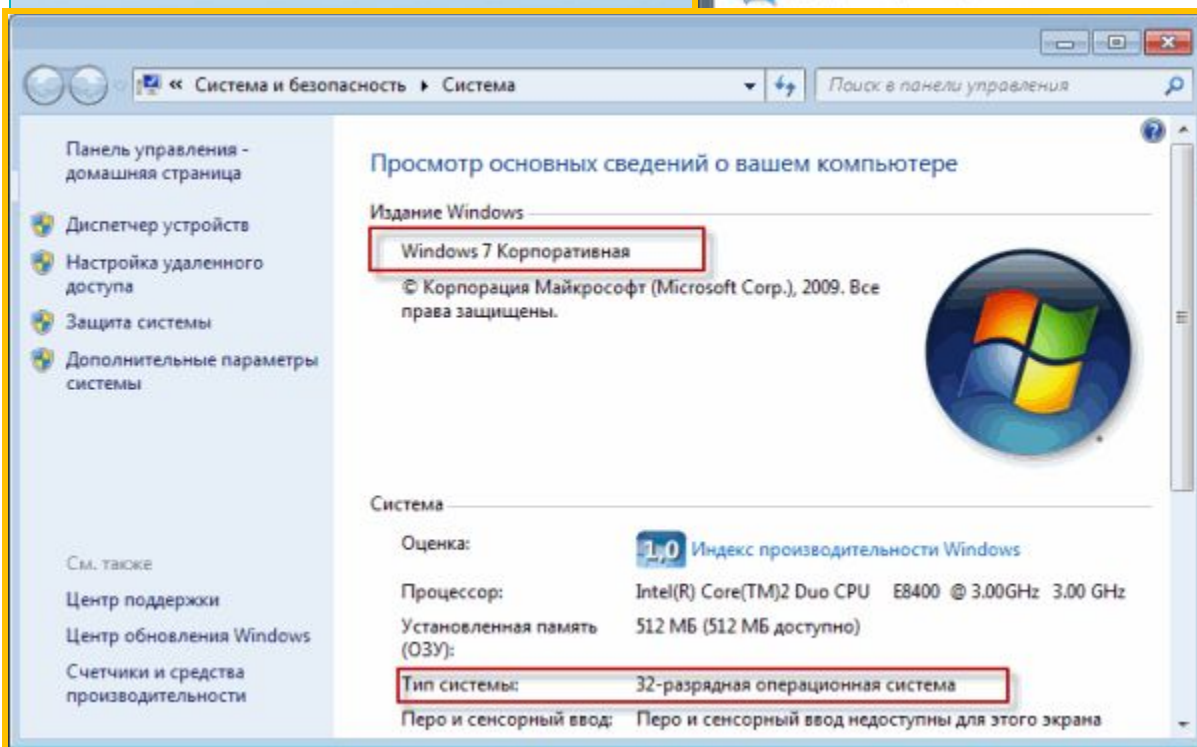 « Система и безопасность ▸ Система
Поиск в панели управления
Панель управления -
домашняя страница
Диспетчер устройств
Настройка удаленного
доступа
Защита системы
Дополнительные параметры
системы
См. также
Центр поддержки
Центр обновления Windows
Счетчики и средства
производительности
Просмотр основных сведений о вашем компьютере
Издание Windows
Windows 7 Корпоративная
© Корпорация Майкрософт (Microsoft Corp.), 2009. Все
права защищены.
Система
Оценка: 1,0 Индекс производительности Windows
Процессор: Intel(R) Core(TM)2 Duo CPU E8400 @ 3.00GHz 3.00 GHz
Установленная память 512 МБ (512 МБ доступно)
(ОЗУ):
Тип системы: 32-разрядная операционная система
Перо и сенсорный ввод: Перо и сенсорный ввод недоступны для этого экрана